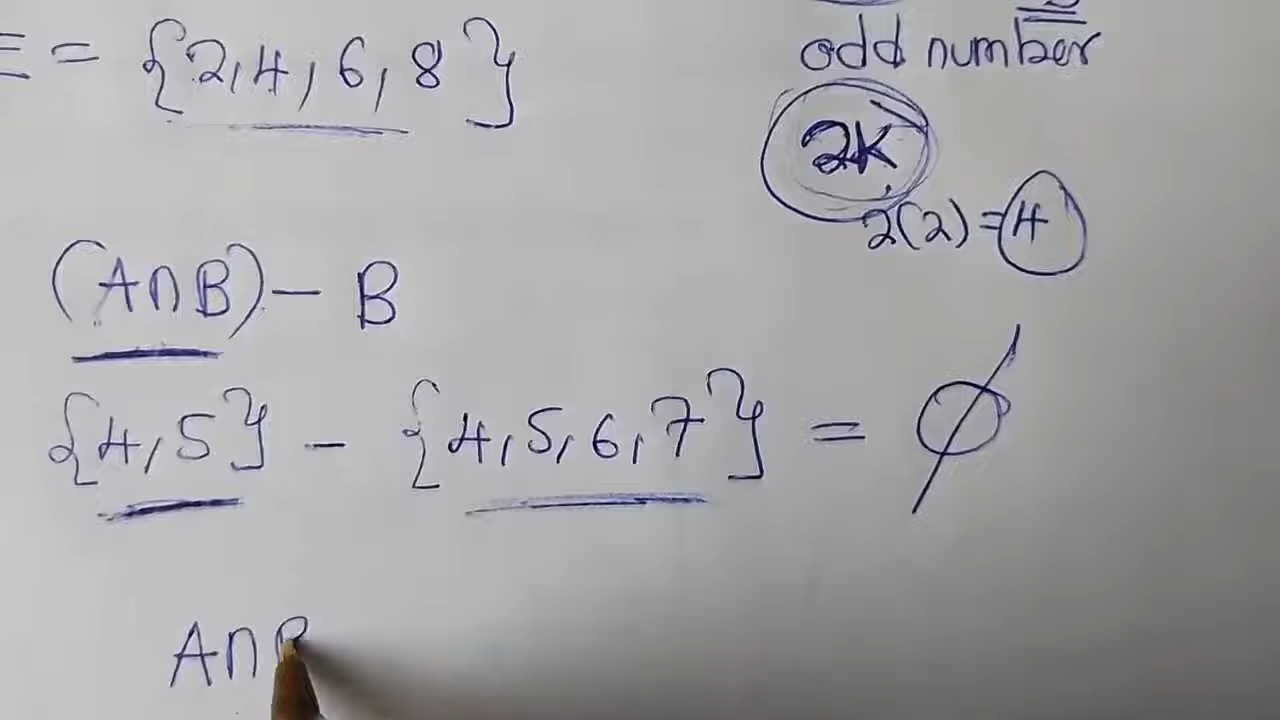 E = {2,4,6,8}
odd number
2K
2(2) = 4
(A∩B) - B
{4,5} - {4,5,6,7} = ∅
A∩B